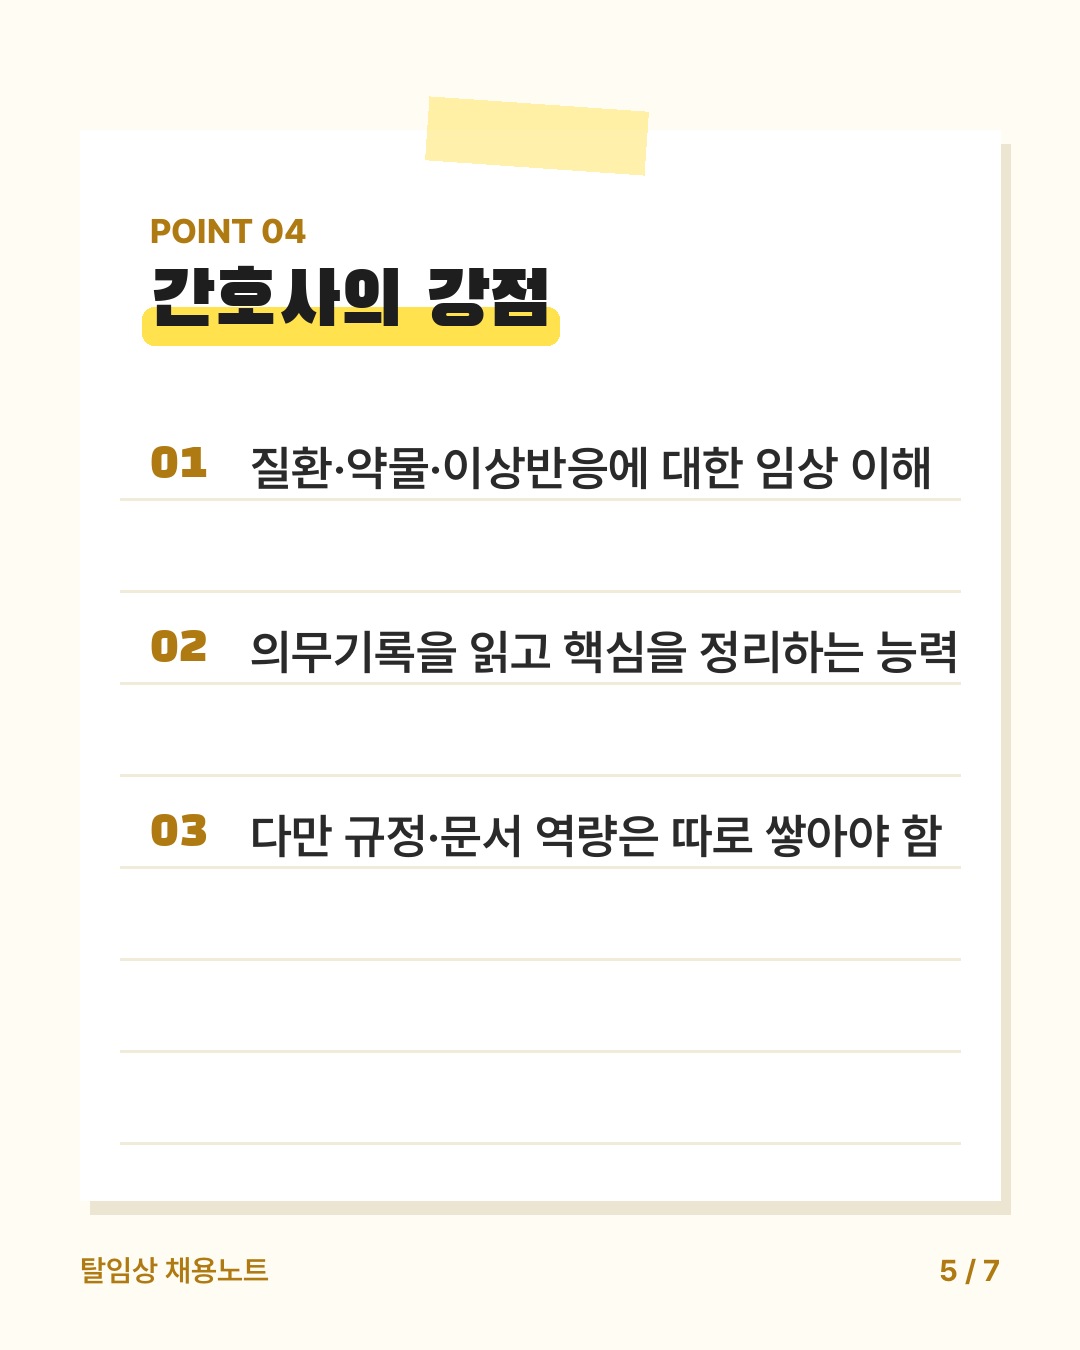 POINT 04
간호사의 강점
01 질환·약물·이상반응에 대한 임상 이해
02 의무기록을 읽고 핵심을 정리하는 능력
03 다만 규정·문서 역량은 따로 쌓아야 함
탈임상 채용노트
5 / 7